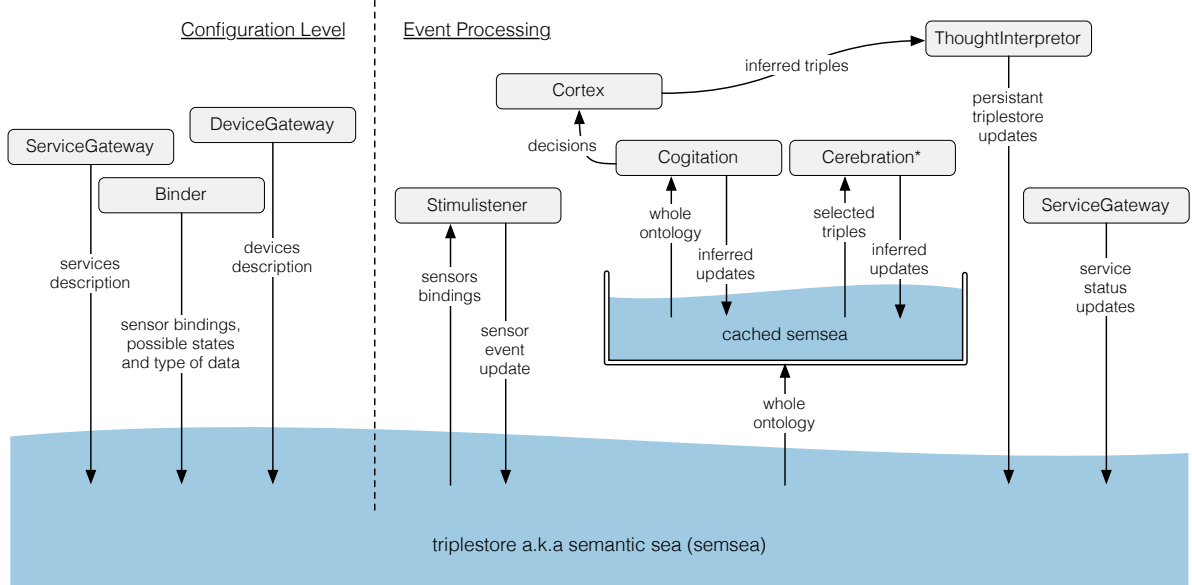 Configuration Level
Event Processing
ThoughtInterpretor
inferred triples
Cortex
persistant
triplestore
updates
DeviceGateway
ServiceGateway
decisions
Cogitation
Cerebration*
Binder
Stimulistener
ServiceGateway
whole
ontology
selected
triples
inferred
updates
inferred
updates
services
description
devices
description
sensors
bindings
service
status
updates
sensor bindings,
possible states
and type of data
sensor
event
update
cached semsea
whole
ontology
triplestore a.k.a semantic sea (semsea)